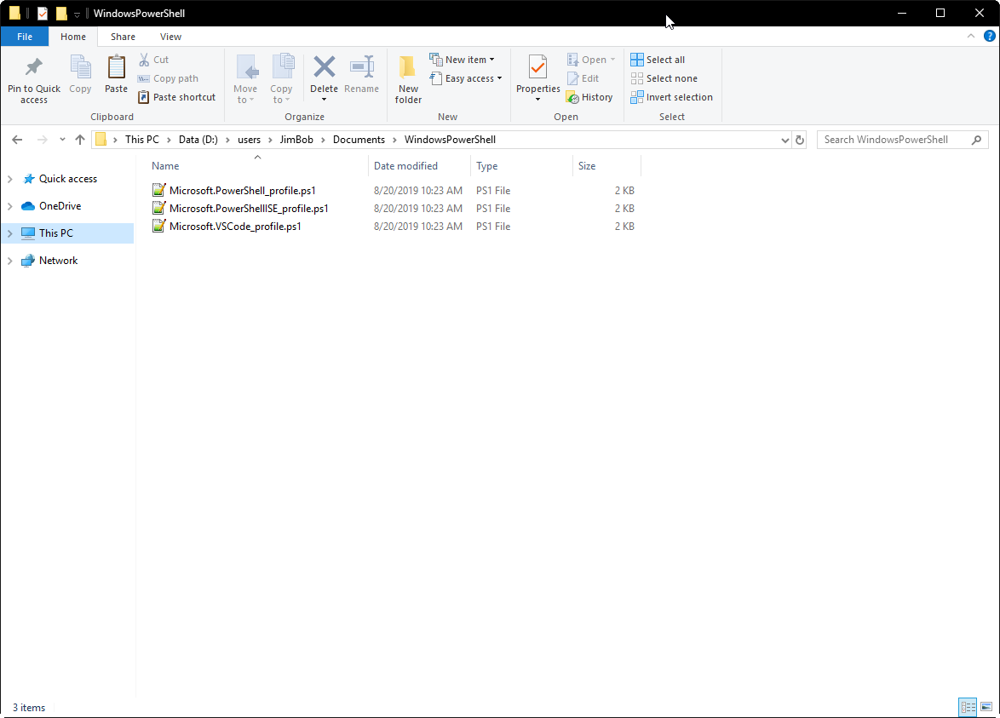 WindowsPowerShell
File Home Share View
Pin to Quick access
Copy
Paste
Cut
Copy path
Paste shortcut
Clipboard
Move to
Copy to
Delete
Rename
Organize
New folder
New item
Easy access
New
Properties
Open
Edit
History
Open
Select all
Select none
Invert selection
Select
This PC Data (D:) users JimBob Documents WindowsPowerShell
Search WindowsPowerShell
Quick access
OneDrive
This PC
Network
Name Date modified Type Size
Microsoft.PowerShell_profile.ps1 8/20/2019 10:23 AM PS1 File 2 KB
Microsoft.PowerShellISE_profile.ps1 8/20/2019 10:23 AM PS1 File 2 KB
Microsoft.VSCode_profile.ps1 8/20/2019 10:23 AM PS1 File 2 KB
3 items